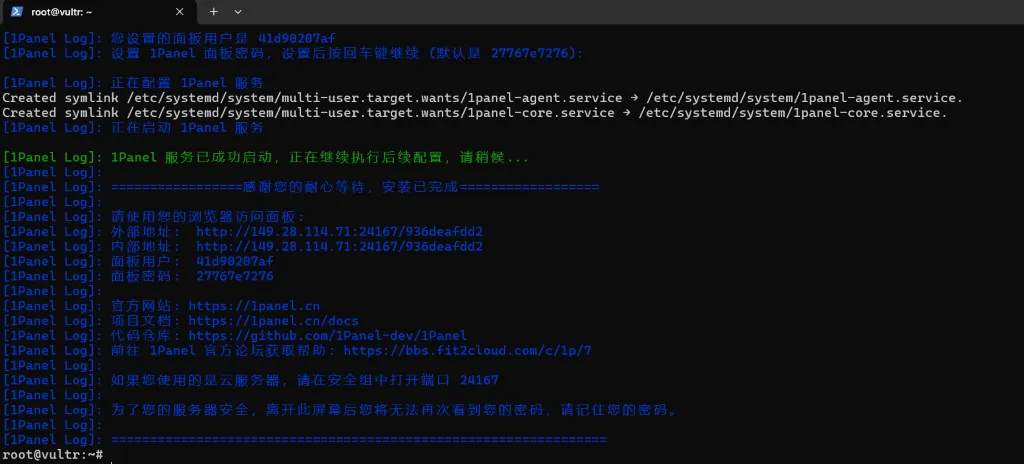 root@vultr: ~
[1Panel Log]: 您设置的面板用户是 41d90207af
[1Panel Log]: 设置 1Panel 面板密码，设置后按回车键继续 (默认是 27767e7276):
[1Panel Log]: 正在配置 1Panel 服务
Created symlink /etc/systemd/system/multi-user.target.wants/1panel-agent.service → /etc/systemd/system/1panel-agent.service.
Created symlink /etc/systemd/system/multi-user.target.wants/1panel-core.service → /etc/systemd/system/1panel-core.service.
[1Panel Log]: 正在启动 1Panel 服务
[1Panel Log]: 1Panel 服务已成功启动，正在继续执行后续配置，请稍候...
[1Panel Log]:
[1Panel Log]: =================感谢您的耐心等待，安装已完成==================
[1Panel Log]:
[1Panel Log]: 请使用您的浏览器访问面板:
[1Panel Log]: 外部地址: http://149.28.114.71:24167/936deafdd2
[1Panel Log]: 内部地址: http://149.28.114.71:24167/936deafdd2
[1Panel Log]: 面板用户: 41d90207af
[1Panel Log]: 面板密码: 27767e7276
[1Panel Log]:
[1Panel Log]: 官方网站: https://1panel.cn
[1Panel Log]: 项目文档: https://1panel.cn/docs
[1Panel Log]: 代码仓库: https://github.com/1Panel-dev/1Panel
[1Panel Log]: 前往 1Panel 官方论坛获取帮助: https://bbs.fit2cloud.com/c/1p/7
[1Panel Log]:
[1Panel Log]: 如果您使用的是云服务器，请在安全组中打开端口 24167
[1Panel Log]:
[1Panel Log]: 为了您的服务器安全，离开此屏幕后您将无法再次看到您的密码，请记住您的密码。
[1Panel Log]:
[1Panel Log]: ================================================================
root@vultr:~#